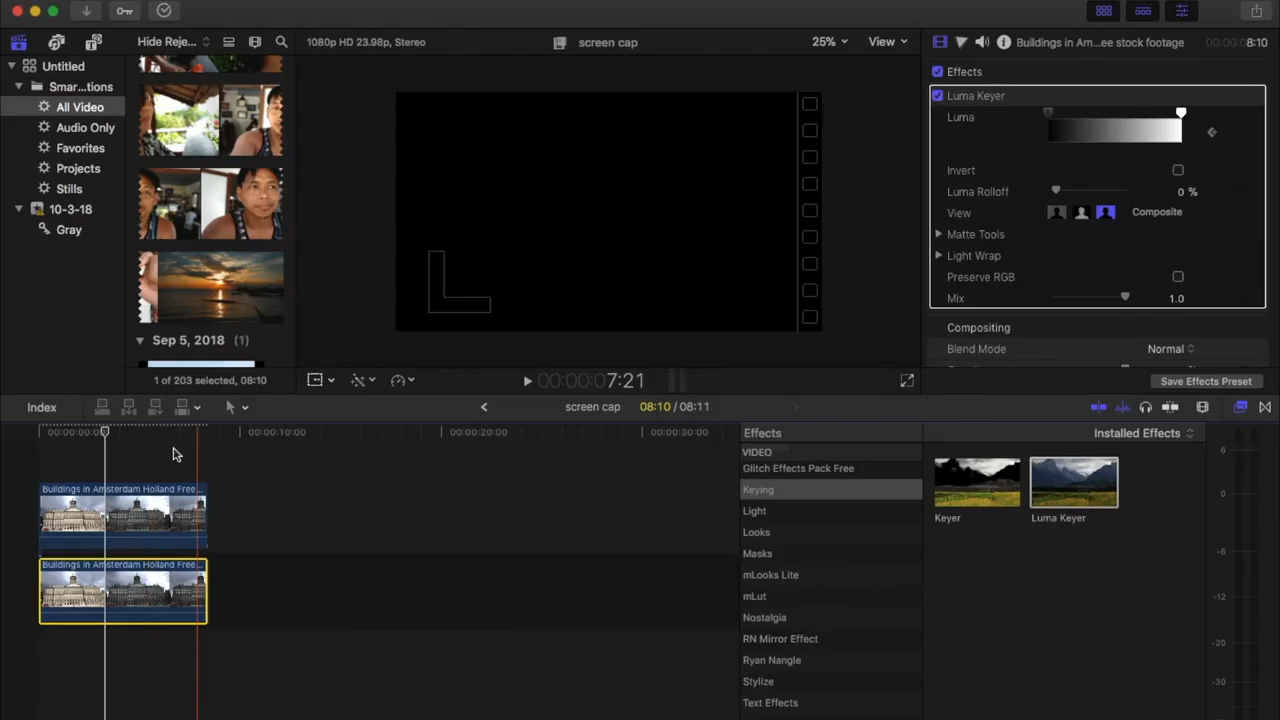 Hide Reje...
1080p HD 23.98p, Stereo
screen cap
25%
View
Buildings in Am...ee stock footage
8:10
Untitled
Smar...tions
All Video
Audio Only
Favorites
Projects
Stills
10-3-18
Gray
Sep 5, 2018 (1)
1 of 203 selected, 08:10
00:00:00:07:21
Effects
Luma Keyer
Luma
Invert
Luma Rolloff
0 %
View
Composite
Matte Tools
Light Wrap
Preserve RGB
Mix
1.0
Compositing
Blend Mode
Normal
Save Effects Preset
Index
screen cap
08:10 / 08:11
00:00:00:00
00:00:10:00
00:00:20:00
00:00:30:00
Buildings in Amsterdam Holland Free...
Buildings in Amsterdam Holland Free...
Effects
Installed Effects
VIDEO
Glitch Effects Pack Free
Keying
Light
Looks
Masks
mLooks Lite
mLut
Nostalgia
RN Mirror Effect
Ryan Nangle
Stylize
Text Effects
Keyer
Luma Keyer
6
0
-6
-12
-20
-30